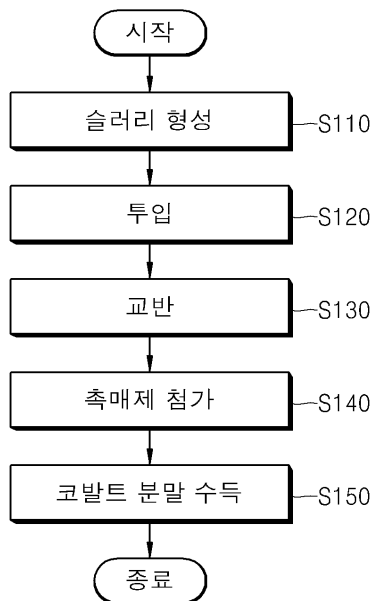 시작
슬러리 형성 S110
투입 S120
교반 S130
촉매제 첨가 S140
코발트 분말 수득 S150
종료